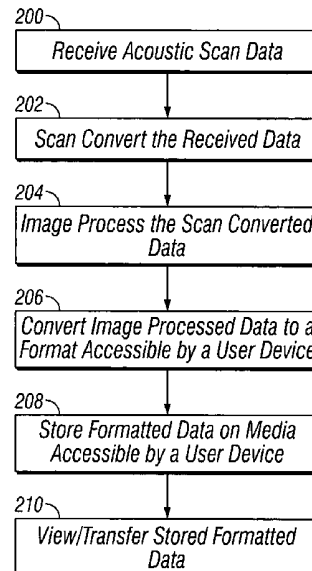 200
Receive Acoustic Scan Data
202
Scan Convert the Received Data
204
Image Process the Scan Converted
Data
206
Convert Image Processed Data to a
Format Accessible by a User Device
208
Store Formatted Data on Media
Accessible by a User Device
210
View/Transfer Stored Formatted
Data